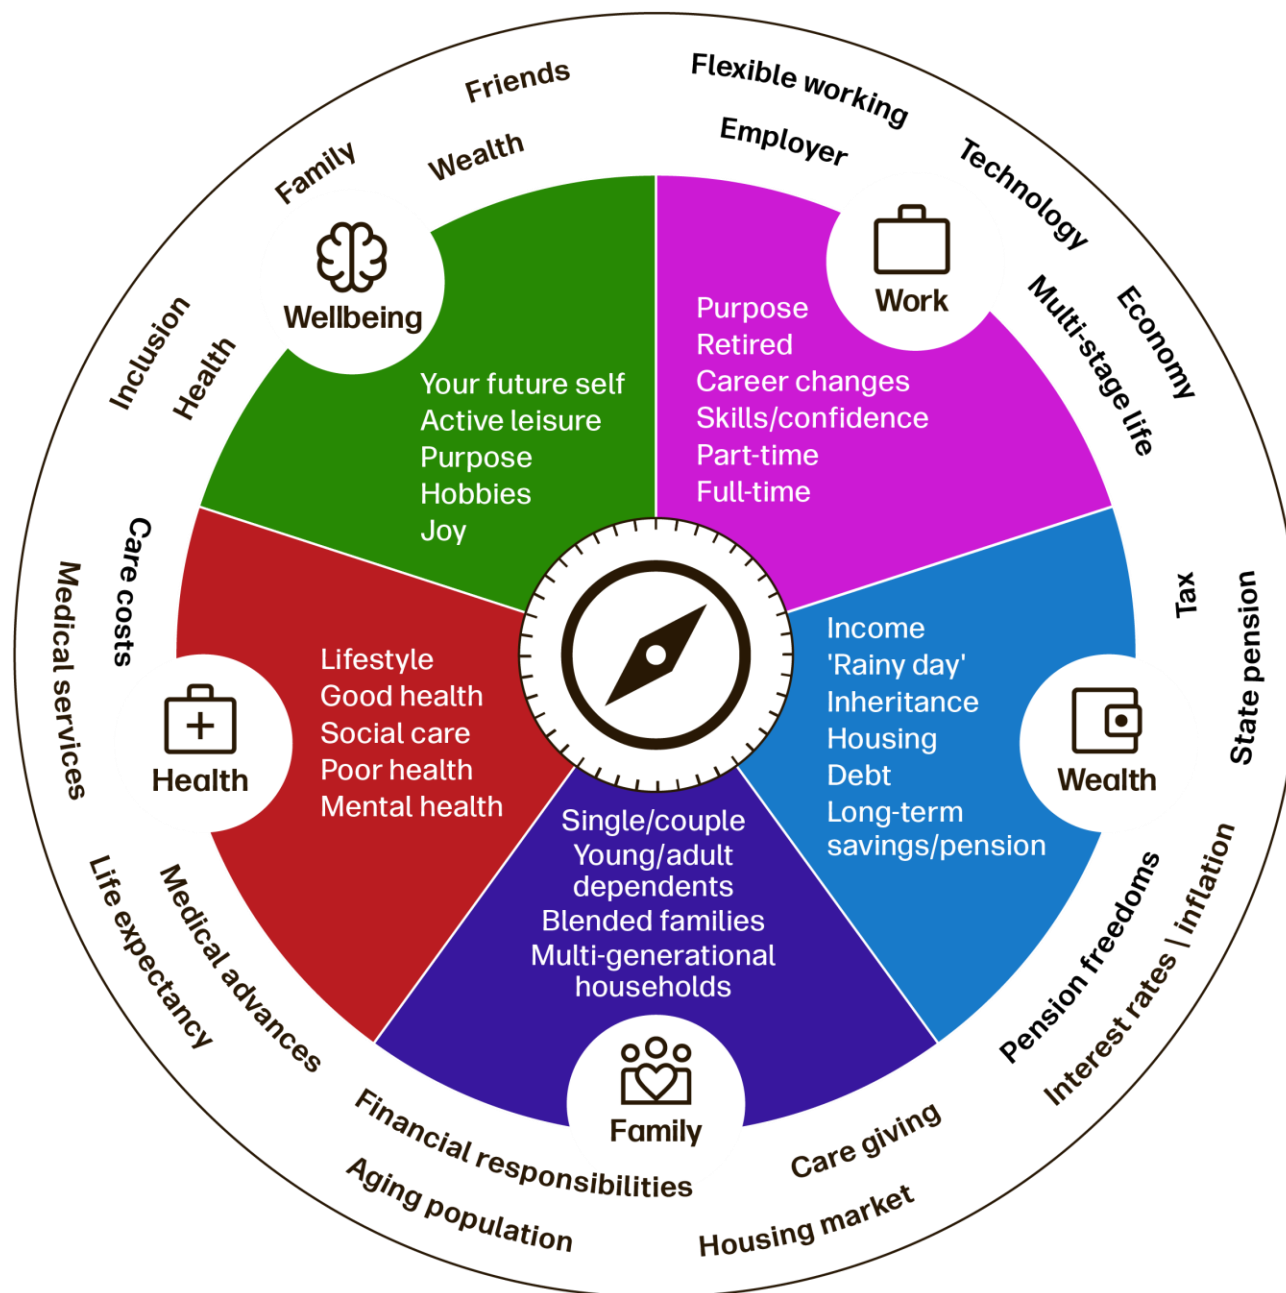 Friends
Wealth
Family
Inclusion
Health
Wellbeing
Your future self
Active leisure
Purpose
Hobbies
Joy
Flexible working
Employer
Technology
Economy
Multi-stage life
Work
Purpose
Retired
Career changes
Skills/confidence
Part-time
Full-time
Tax
State pension
Wealth
Income
'Rainy day'
Inheritance
Housing
Debt
Long-term
savings/pension
Pension freedoms
Interest rates \ inflation
Single/couple
Young/adult
dependents
Blended families
Multi-generational
households
Family
Care giving
Housing market
Financial responsibilities
Aging population
Care costs
Medical services
Health
Lifestyle
Good health
Social care
Poor health
Mental health
Life expectancy
Medical advances